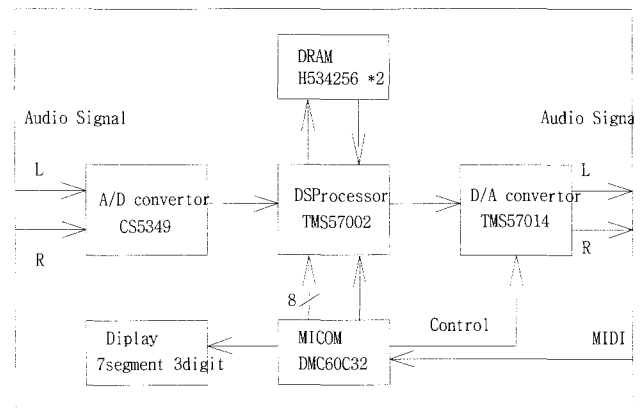 DRAM
H534256 *2
Audio Signal
Audio Signa
L
A/D convertor
CS5349
DSProcessor
TMS57002
D/A convertor
TMS57014
L
R
R
8
Control
MIDI
Diplay
7segment 3digit
MICOM
DMC60C32